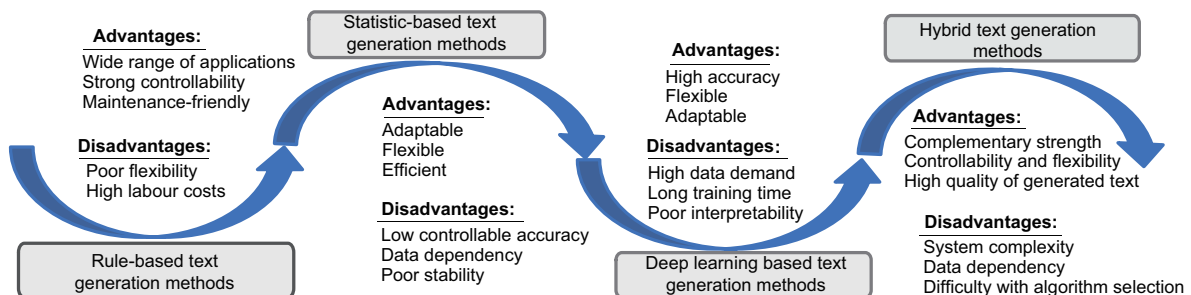 Advantages:
Wide range of applications
Strong controllability
Maintenance-friendly
Disadvantages:
Poor flexibility
High labour costs
Rule-based text
generation methods
Statistic-based text
generation methods
Advantages:
Adaptable
Flexible
Efficient
Disadvantages:
Low controllable accuracy
Data dependency
Poor stability
Advantages:
High accuracy
Flexible
Adaptable
Disadvantages:
High data demand
Long training time
Poor interpretability
Deep learning based text
generation methods
Hybrid text generation
methods
Advantages:
Complementary strength
Controllability and flexibility
High quality of generated text
Disadvantages:
System complexity
Data dependency
Difficulty with algorithm selection